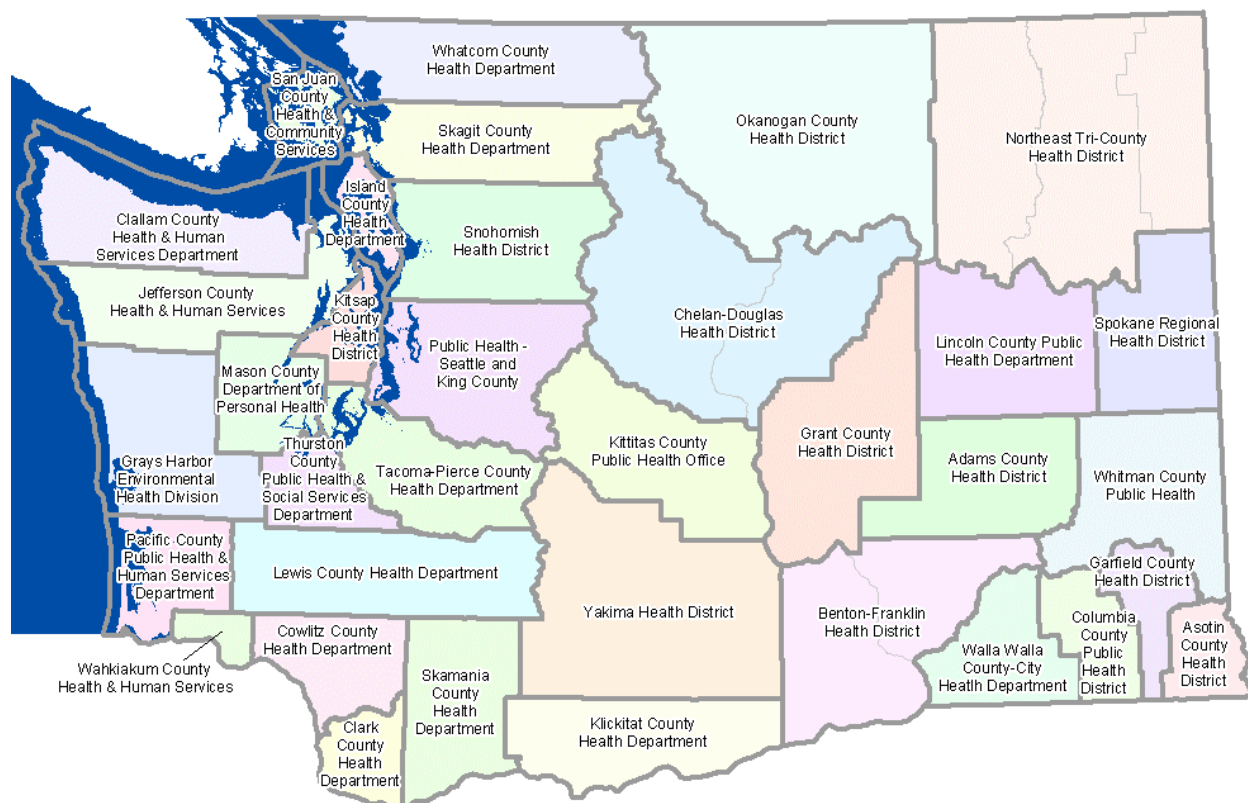 Whatcom County
Health Department
San Juan
County
Health &
Community
Services
Skagit County
Health Department
Okanogan County
Health District
Northeast Tri-County
Health District
Island
County
Health
Department
Clallam County
Health & Human
Services Department
Snohomish
Health District
Jefferson County
Health & Human Services
Kitsap
County
Health
District
Chelan-Douglas
Health District
Public Health -
Seattle and
King County
Lincoln County Public
Health Department
Spokane Regional
Health District
Mason County
Department of
Personal Health
Grant County
Health District
Kittitas County
Public Health Office
Adams County
Health District
Grays Harbor
Environmental
Health Division
Thurston
County
Public Health &
Social Services
Department
Tacoma-Pierce County
Health Department
Whitman County
Public Health
Pacific County
Public Health &
Human Services
Department
Lewis County Health Department
Yakima Health District
Benton-Franklin
Health District
Garfield County
Health District
Columbia
County
Public
Health
District
Asotin
County
Health
District
Walla Walla
County-City
Heatlh Department
Wahkiakum County
Health & Human Services
Cowlitz County
Health Department
Skamania
County
Health
Department
Clark
County
Health
Department
Klickitat County
Health Department